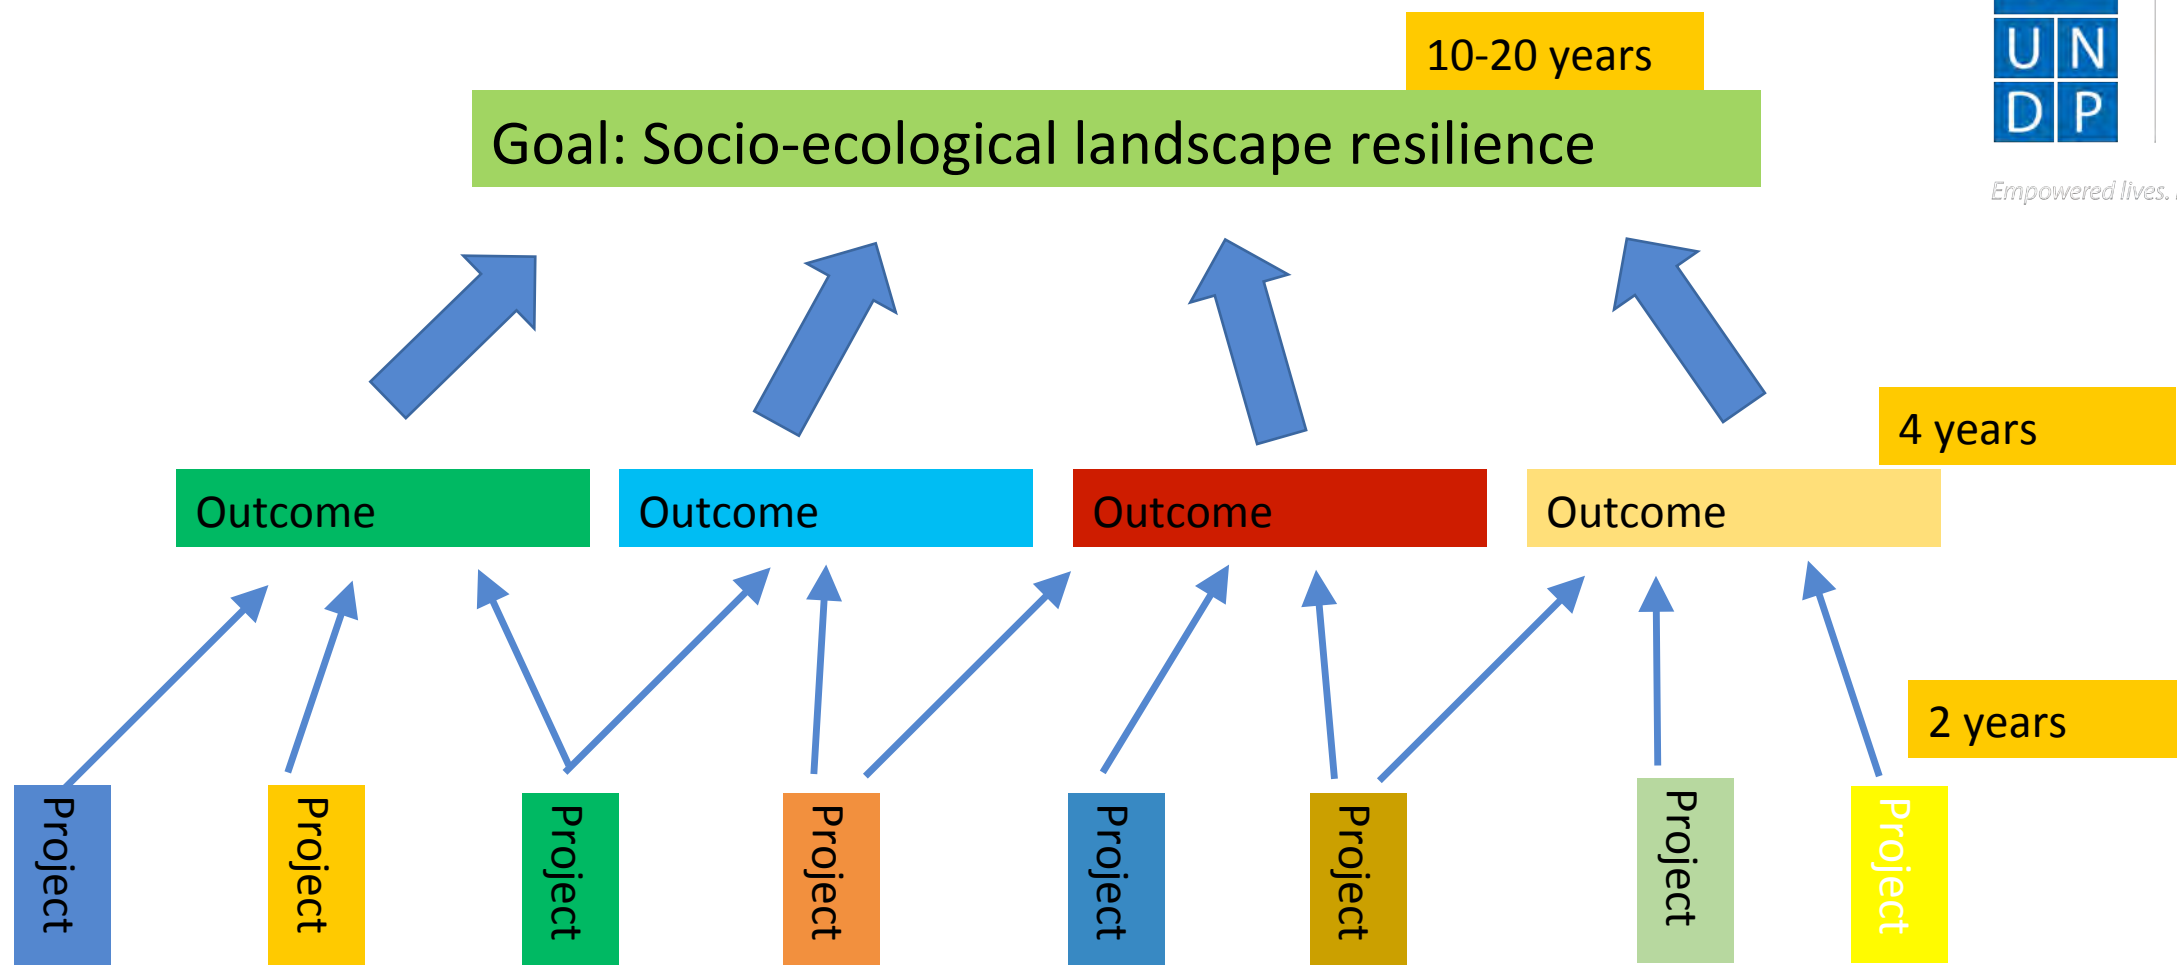 10-20 years
U N
D P
Goal: Socio-ecological landscape resilience
Empowered lives.
4 years
Outcome
Outcome
Outcome
Outcome
2 years
Project
Project
Project
Project
Project
Project
Project
Project